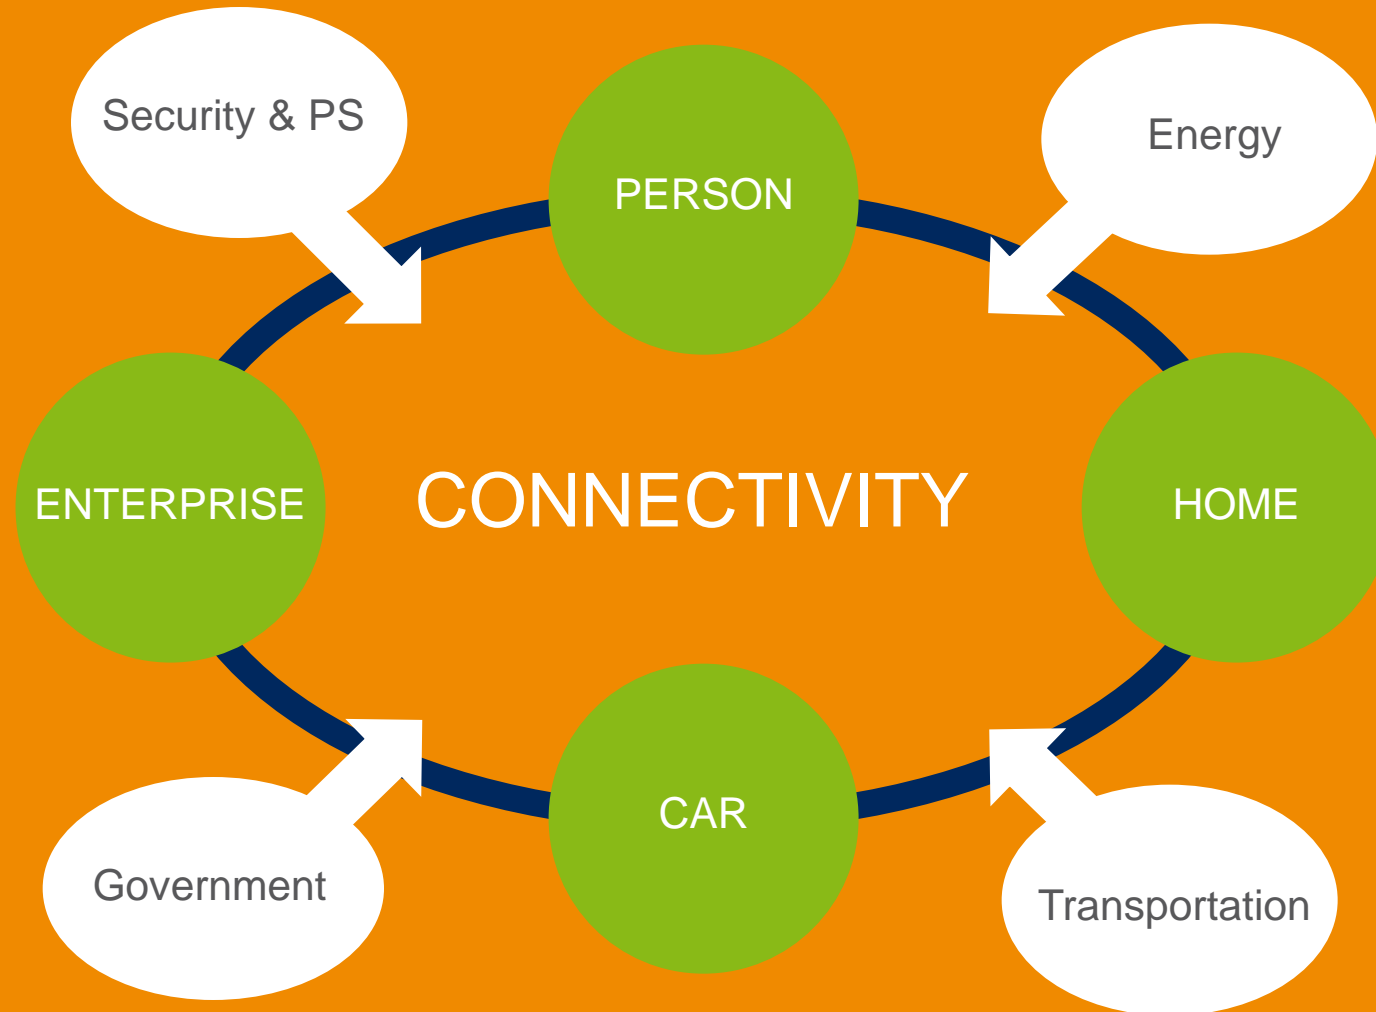 Security & PS
Energy
PERSON
ENTERPRISE
CONNECTIVITY
HOME
CAR
Government
Transportation